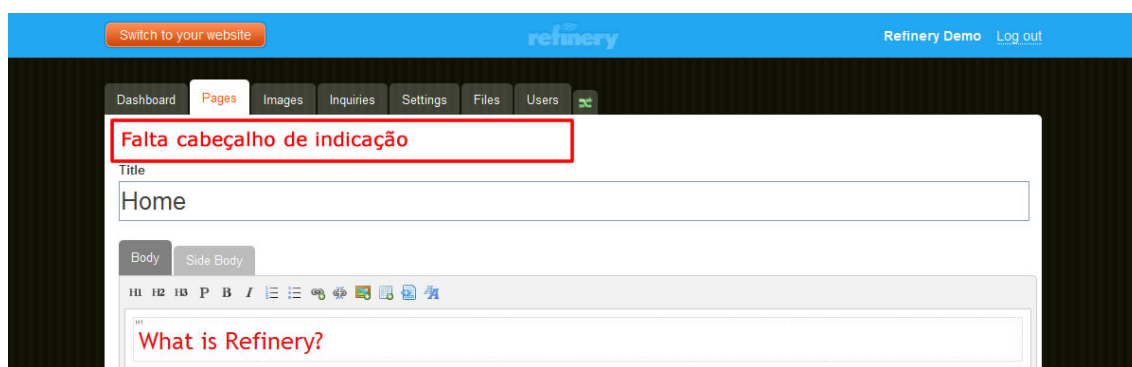 Switch to your website refinery Refinery Demo Log out
Dashboard Pages Images Inquiries Settings Files Users
Falta cabeçalho de indicação
Title
Home
Body Side Body
H1 H2 H3 P B I
H1
What is Refinery?